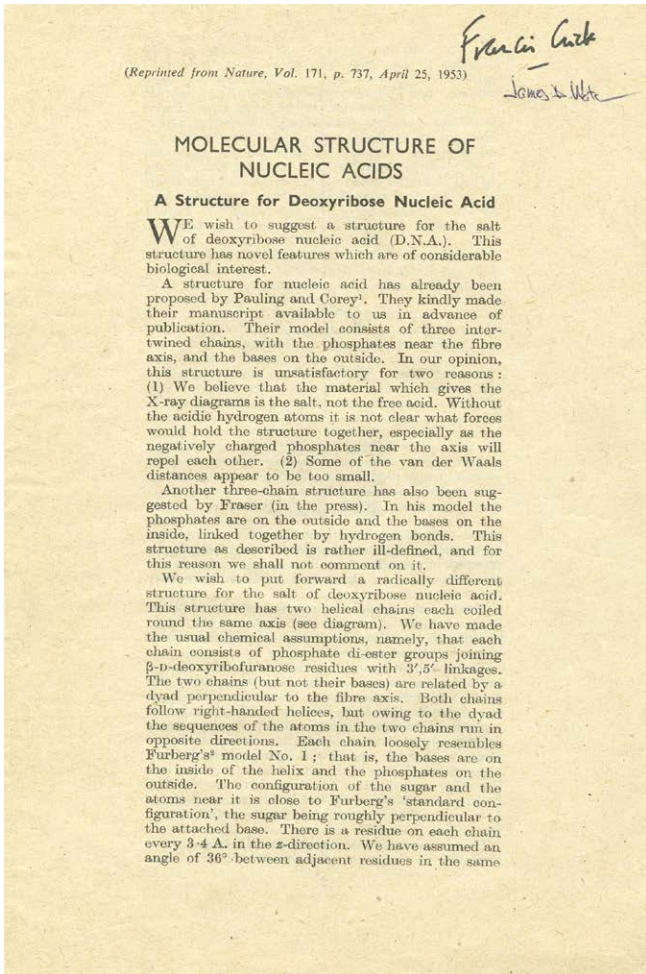 Francis Crick
(Reprinted from Nature, Vol. 171, p. 737, April 25, 1953)
James D. Watson
MOLECULAR STRUCTURE OF
NUCLEIC ACIDS
A Structure for Deoxyribose Nucleic Acid
WE wish to suggest a structure for the salt
of deoxyribose nucleic acid (D.N.A.). This
structure has novel features which are of considerable
biological interest.
A structure for nucleic acid has already been
proposed by Pauling and Corey¹. They kindly made
their manuscript available to us in advance of
publication. Their model consists of three inter-
twined chains, with the phosphates near the fibre
axis, and the bases on the outside. In our opinion,
this structure is unsatisfactory for two reasons :
(1) We believe that the material which gives the
X-ray diagrams is the salt, not the free acid. Without
the acidic hydrogen atoms it is not clear what forces
would hold the structure together, especially as the
negatively charged phosphates near the axis will
repel each other. (2) Some of the van der Waals
distances appear to be too small.
Another three-chain structure has also been sug-
gested by Fraser (in the press). In his model the
phosphates are on the outside and the bases on the
inside, linked together by hydrogen bonds. This
structure as described is rather ill-defined, and for
this reason we shall not comment on it.
We wish to put forward a radically different
structure for the salt of deoxyribose nucleic acid.
This structure has two helical chains each coiled
round the same axis (see diagram). We have made
the usual chemical assumptions, namely, that each
chain consists of phosphate di-ester groups joining
β-D-deoxyribofuranose residues with 3′,5′ linkages.
The two chains (but not their bases) are related by a
dyad perpendicular to the fibre axis. Both chains
follow right-handed helices, but owing to the dyad
the sequences of the atoms in the two chains run in
opposite directions. Each chain loosely resembles
Furberg's² model No. 1 ; that is, the bases are on
the inside of the helix and the phosphates on the
outside. The configuration of the sugar and the
atoms near it is close to Furberg's 'standard con-
figuration', the sugar being roughly perpendicular to
the attached base. There is a residue on each chain
every 3·4 A. in the z-direction. We have assumed an
angle of 36° between adjacent residues in the same